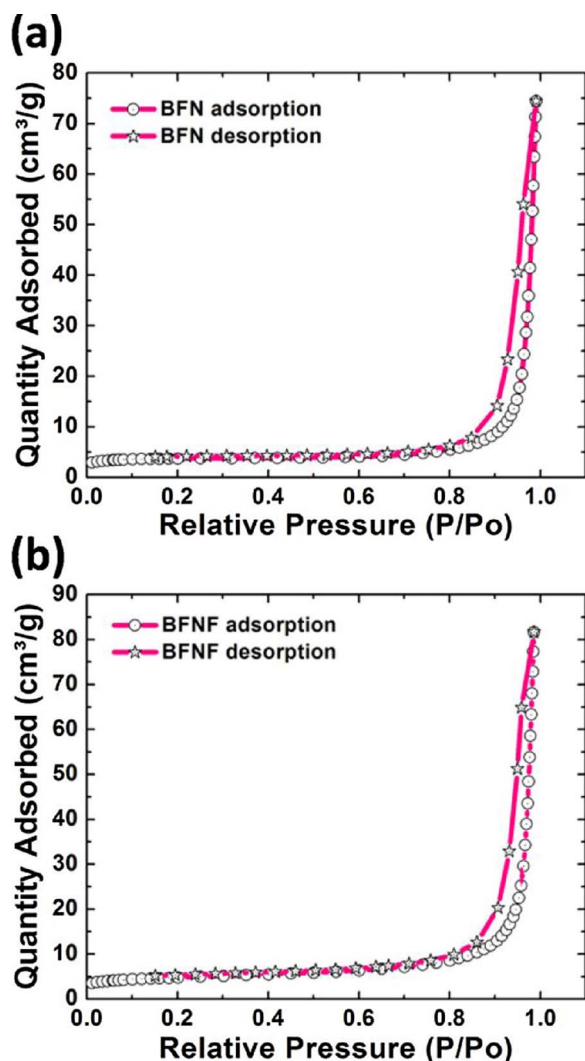 (a)
80
70
60
50
40
30
20
10
0
Quantity Adsorbed (cm³/g)
BFN adsorption
BFN desorption
0.0 0.2 0.4 0.6 0.8 1.0
Relative Pressure (P/Po)
(b)
90
80
70
60
50
40
30
20
10
0
Quantity Adsorbed (cm³/g)
BFNF adsorption
BFNF desorption
0.0 0.2 0.4 0.6 0.8 1.0
Relative Pressure (P/Po)